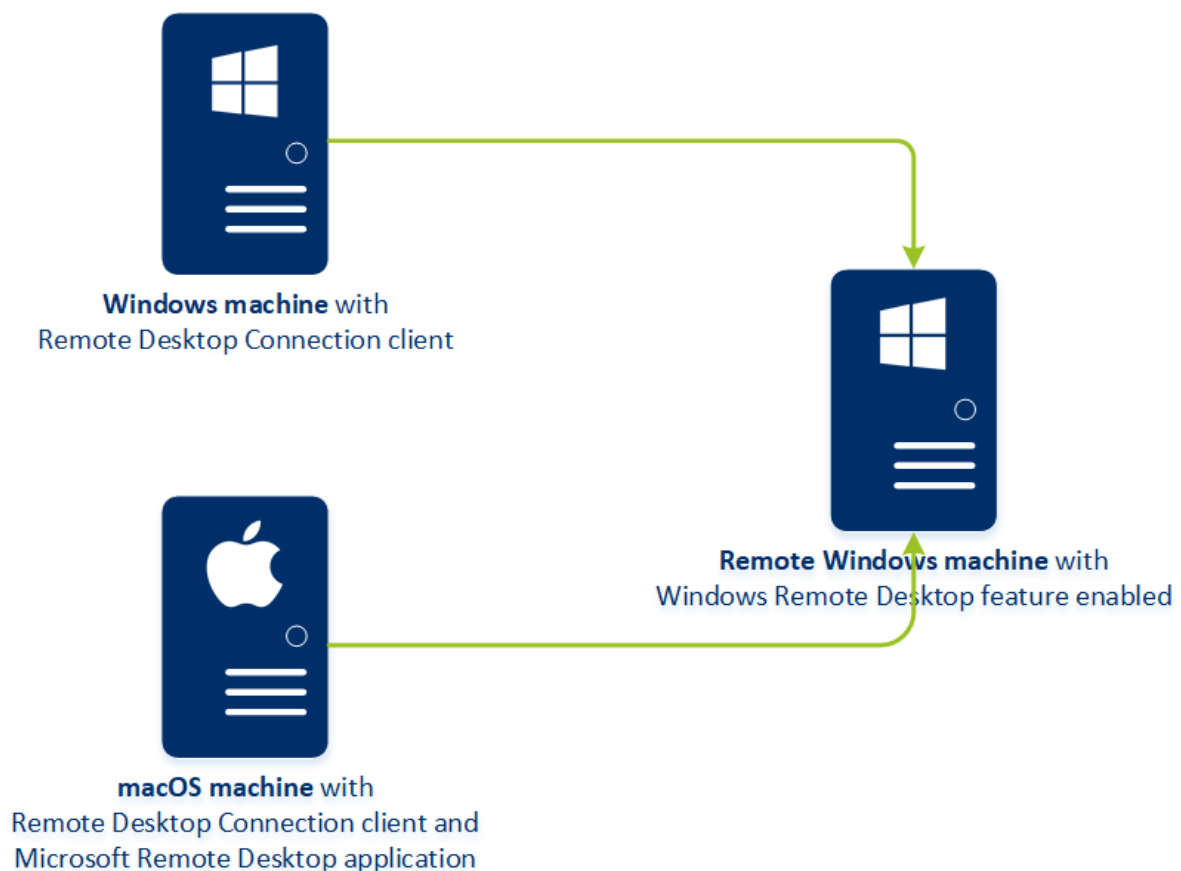 Windows machine with
Remote Desktop Connection client
Remote Windows machine with
Windows Remote Desktop feature enabled
macOS machine with
Remote Desktop Connection client and
Microsoft Remote Desktop application